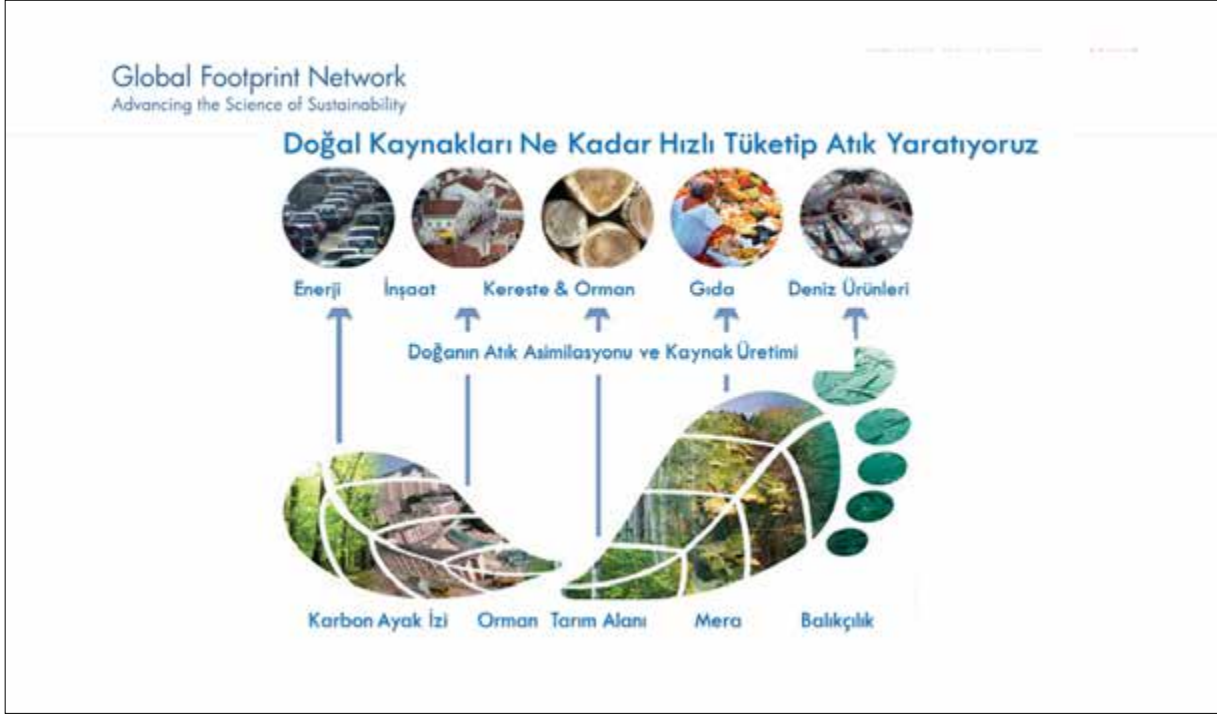 Global Footprint Network
Advancing the Science of Sustainability
Doğal Kaynakları Ne Kadar Hızlı Tüketip Atık Yaratıyoruz
Enerji İnşaat Kereste & Orman Gıda Deniz Ürünleri
Doğanın Atık Asimilasyonu ve Kaynak Üretimi
Karbon Ayak İzi Orman Tarım Alanı Mera Balıkçılık